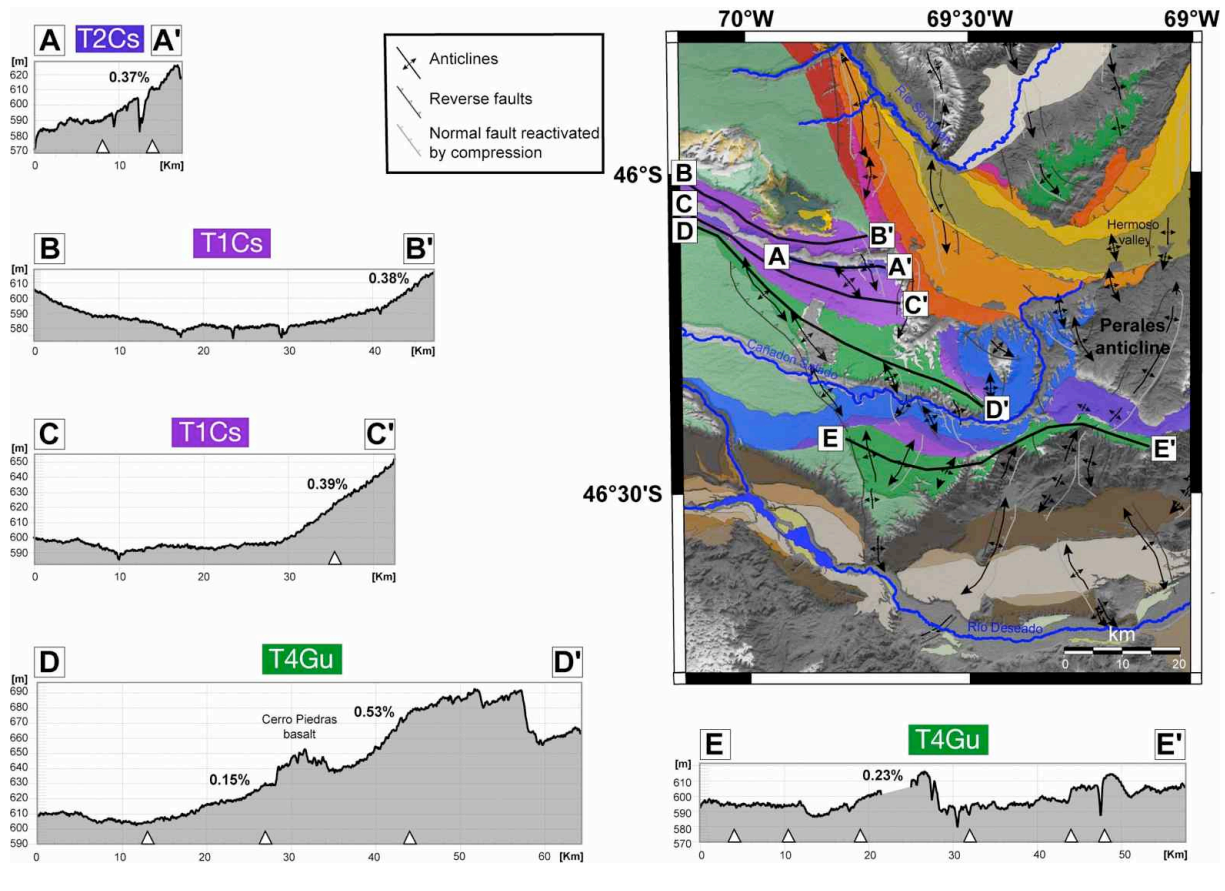 A T2Cs A'
[m]
620
610
600
590
580
570
0.37%
0 10 [Km]
Anticlines
Reverse faults
Normal fault reactivated
by compression
B T1Cs B'
[m]
610
600
590
580
0.38%
0 10 20 30 40 [Km]
C T1Cs C'
[m]
650
640
630
620
610
600
590
0.39%
0 10 20 30 [Km]
D T4Gu D'
[m]
690
680
670
660
650
640
630
620
610
600
590
Cerro Piedras
basalt
0.15%
0.53%
0 10 20 30 40 50 60 [Km]
70°W 69°30'W 69°W
46°S
46°30'S
Río Senguerr
Hermoso
valley
B
C
D
B'
A A'
C'
Perales
anticline
Cañadon Salado
D'
E E'
Río Deseado
km
0 10 20
E T4Gu E'
[m]
610
600
590
580
570
0.23%
0 10 20 30 40 50 [Km]